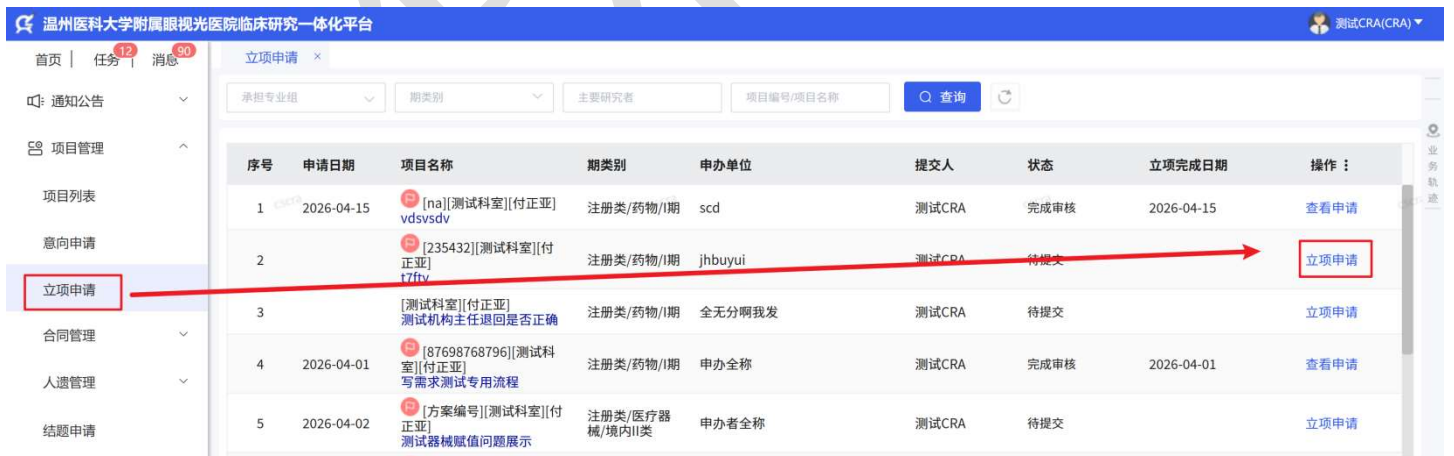 温州医科大学附属眼视光医院临床研究一体化平台
测试CRA(CRA)
首页 | 任务 12 | 消息 90
立项申请 ×
通知公告
承担专业组 期类别 主要研究者 项目编号/项目名称 查询
项目管理
业务轨迹
序号 申请日期 项目名称 期类别 申办单位 提交人 状态 立项完成日期 操作
项目列表
1 2026-04-15 [na][测试科室][付正亚] 注册类/药物/I期 scd 测试CRA 完成审核 2026-04-15 查看申请
vdsvsdv
意向申请
2 [235432][测试科室][付 注册类/药物/I期 jhbuyui 测试CRA 待提交 立项申请
正亚]
t7ftv
立项申请
3 [测试科室][付正亚] 注册类/药物/I期 全无分啊我发 测试CRA 待提交 立项申请
测试机构主任退回是否正确
合同管理
4 2026-04-01 [87698768796][测试科 注册类/药物/I期 申办全称 测试CRA 完成审核 2026-04-01 查看申请
室][付正亚]
写需求测试专用流程
人遗管理
5 2026-04-02 [方案编号][测试科室][付 注册类/医疗器 申办者全称 测试CRA 待提交 立项申请
正亚] 械/境内II类
测试器械赋值问题展示
结题申请